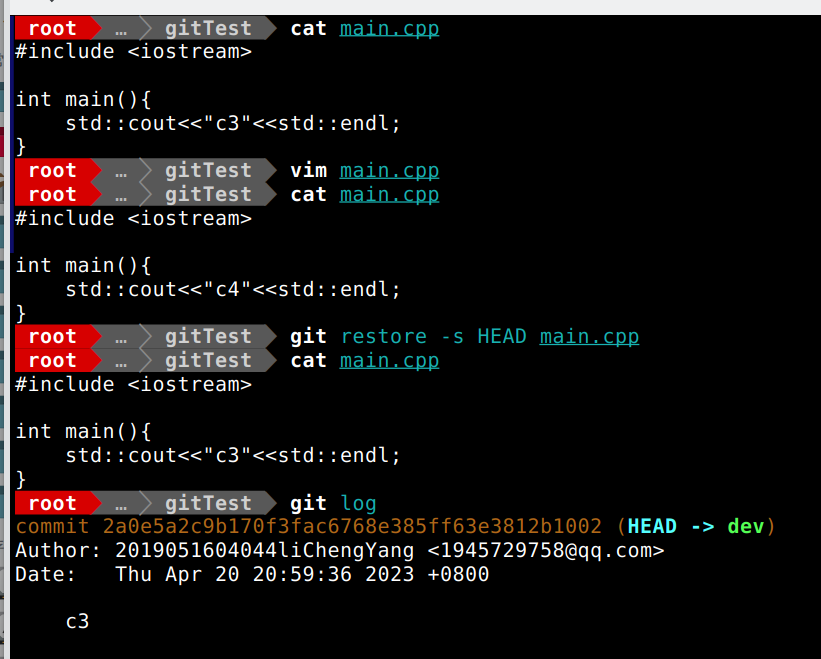 root … gitTest cat main.cpp
#include <iostream>
int main(){
    std::cout<<"c3"<<std::endl;
}
root … gitTest vim main.cpp
root … gitTest cat main.cpp
#include <iostream>
int main(){
    std::cout<<"c4"<<std::endl;
}
root … gitTest git restore -s HEAD main.cpp
root … gitTest cat main.cpp
#include <iostream>
int main(){
    std::cout<<"c3"<<std::endl;
}
root … gitTest git log
commit 2a0e5a2c9b170f3fac6768e385ff63e3812b1002 (HEAD -> dev)
Author: 2019051604044liChengYang <1945729758@qq.com>
Date:   Thu Apr 20 20:59:36 2023 +0800
    c3